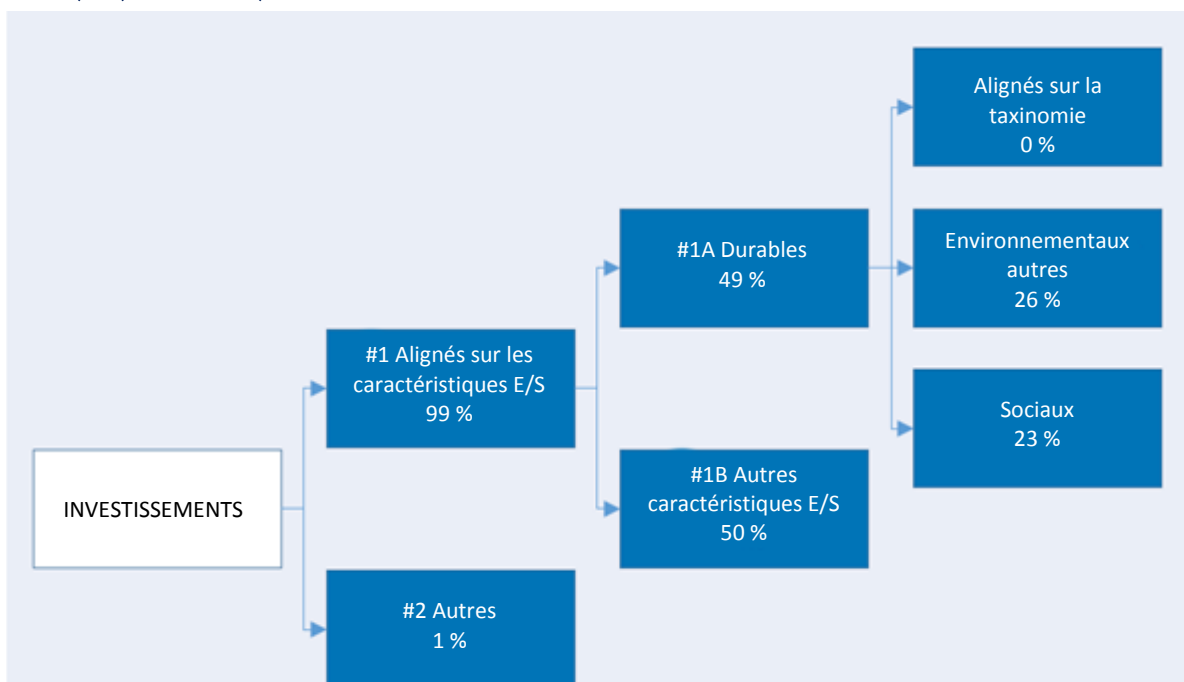 Alignés sur la
taxinomie
0 %
#1A Durables
49 %
Environnementaux
autres
26 %
#1 Alignés sur les
caractéristiques E/S
99 %
Sociaux
23 %
#1B Autres
caractéristiques E/S
50 %
INVESTISSEMENTS
#2 Autres
1 %